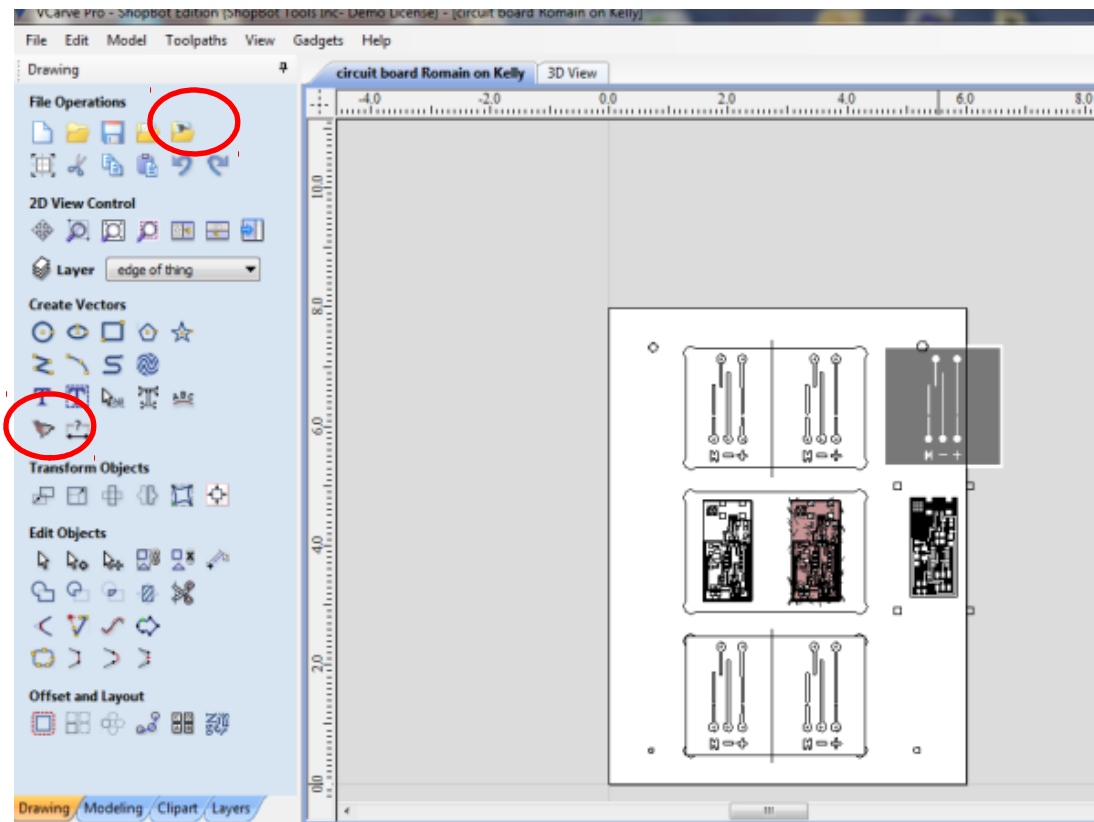 VCarve Pro - ShopBot Edition [ShopBot Tools Inc- Demo License] - [circuit board Romain on Kelly]
File Edit Model Toolpaths View Gadgets Help
Drawing
circuit board Romain on Kelly 3D View
File Operations
-4.0 -2.0 0.0 2.0 4.0 6.0 8.0
10.0
2D View Control
Layer edge of thing
Create Vectors
8.0
6.0
Transform Objects
Edit Objects
4.0
2.0
Offset and Layout
0.0
Drawing Modeling Clipart Layers